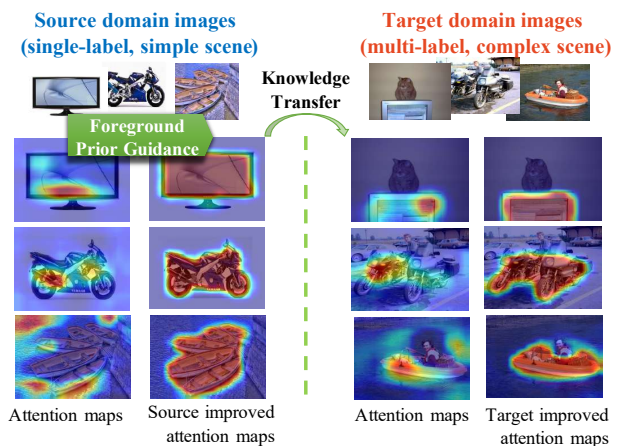 Source domain images
(single-label, simple scene)
Target domain images
(multi-label, complex scene)
Knowledge
Transfer
Foreground
Prior Guidance
Attention maps
Source improved
attention maps
Attention maps
Target improved
attention maps